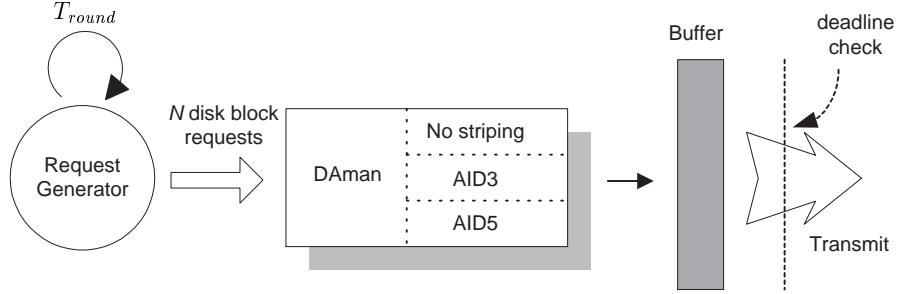 T_round
Request
Generator
N disk block
requests
DAman
No striping
AID3
AID5
Buffer
deadline
check
Transmit